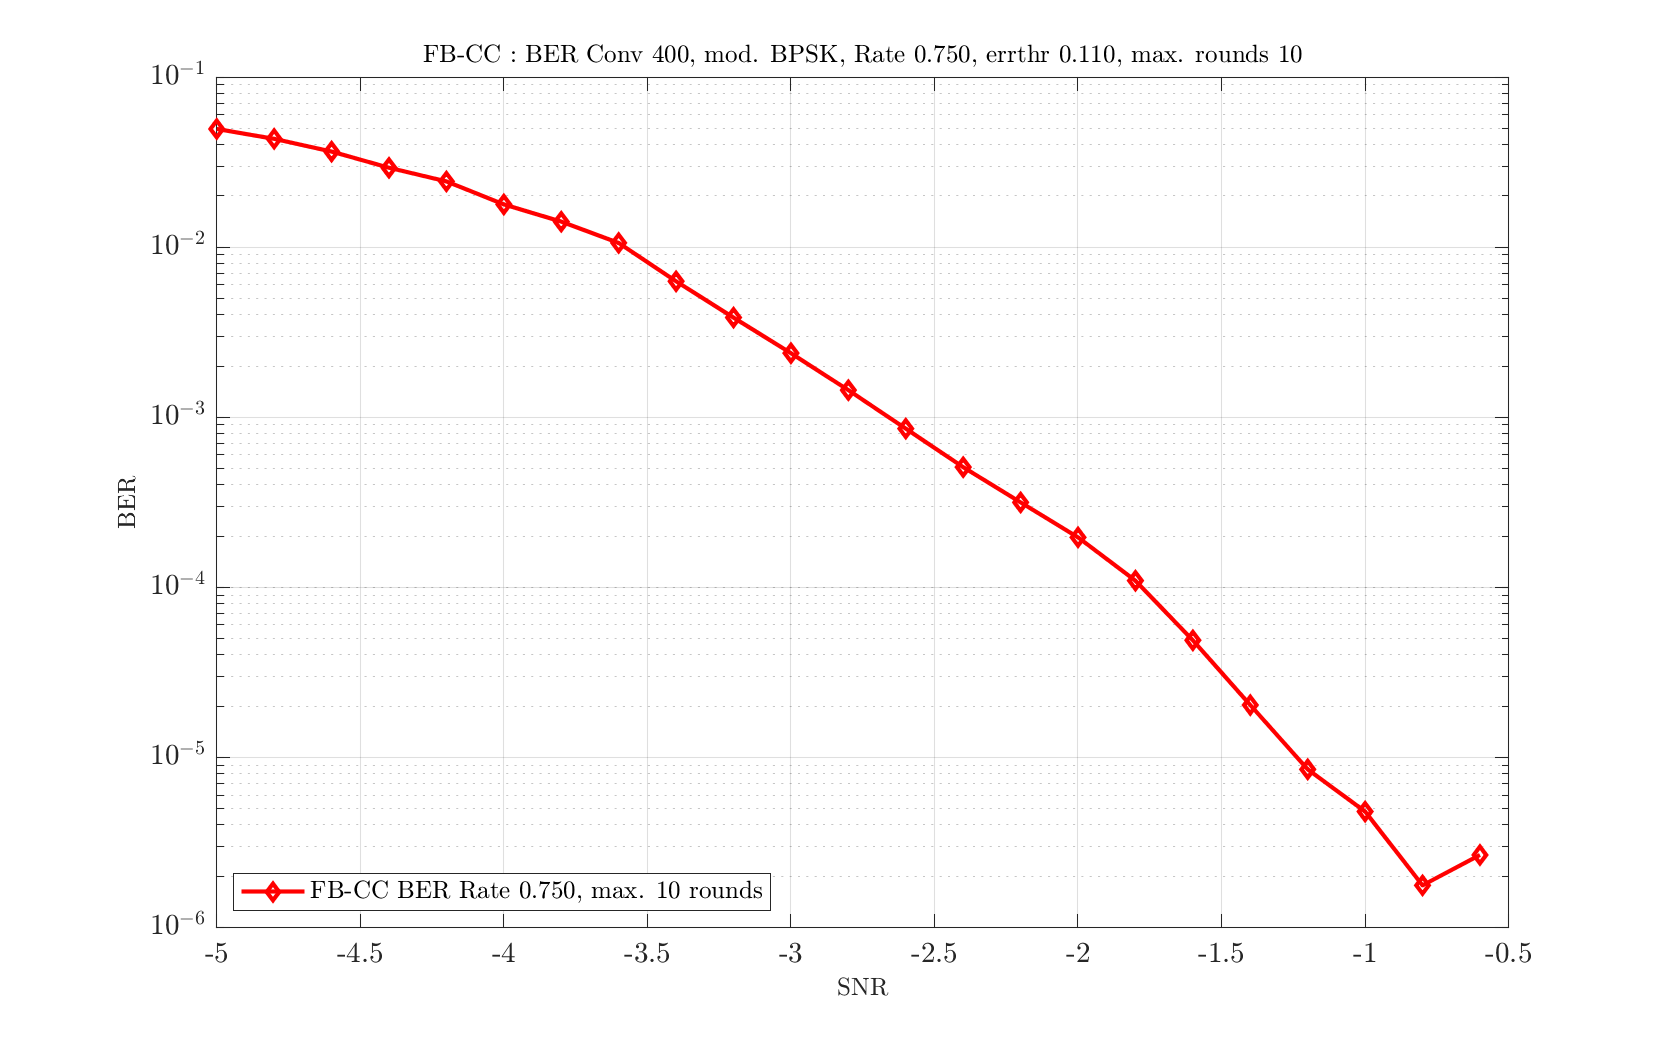 FB-CC : BER Conv 400, mod. BPSK, Rate 0.750, errthr 0.110, max. rounds 10
10⁻¹
10⁻²
10⁻³
10⁻⁴
10⁻⁵
10⁻⁶
BER
FB-CC BER Rate 0.750, max. 10 rounds
-5 -4.5 -4 -3.5 -3 -2.5 -2 -1.5 -1 -0.5
SNR